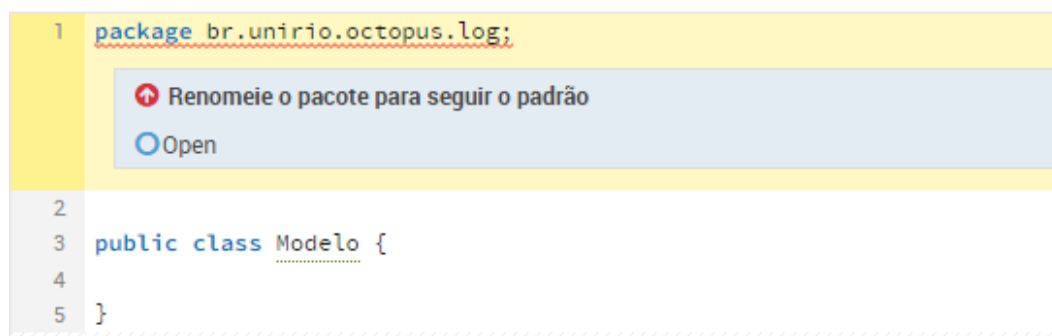 1 package br.unirio.octopus.log;
Renomeie o pacote para seguir o padrão
Open
2
3 public class Modelo {
4
5 }